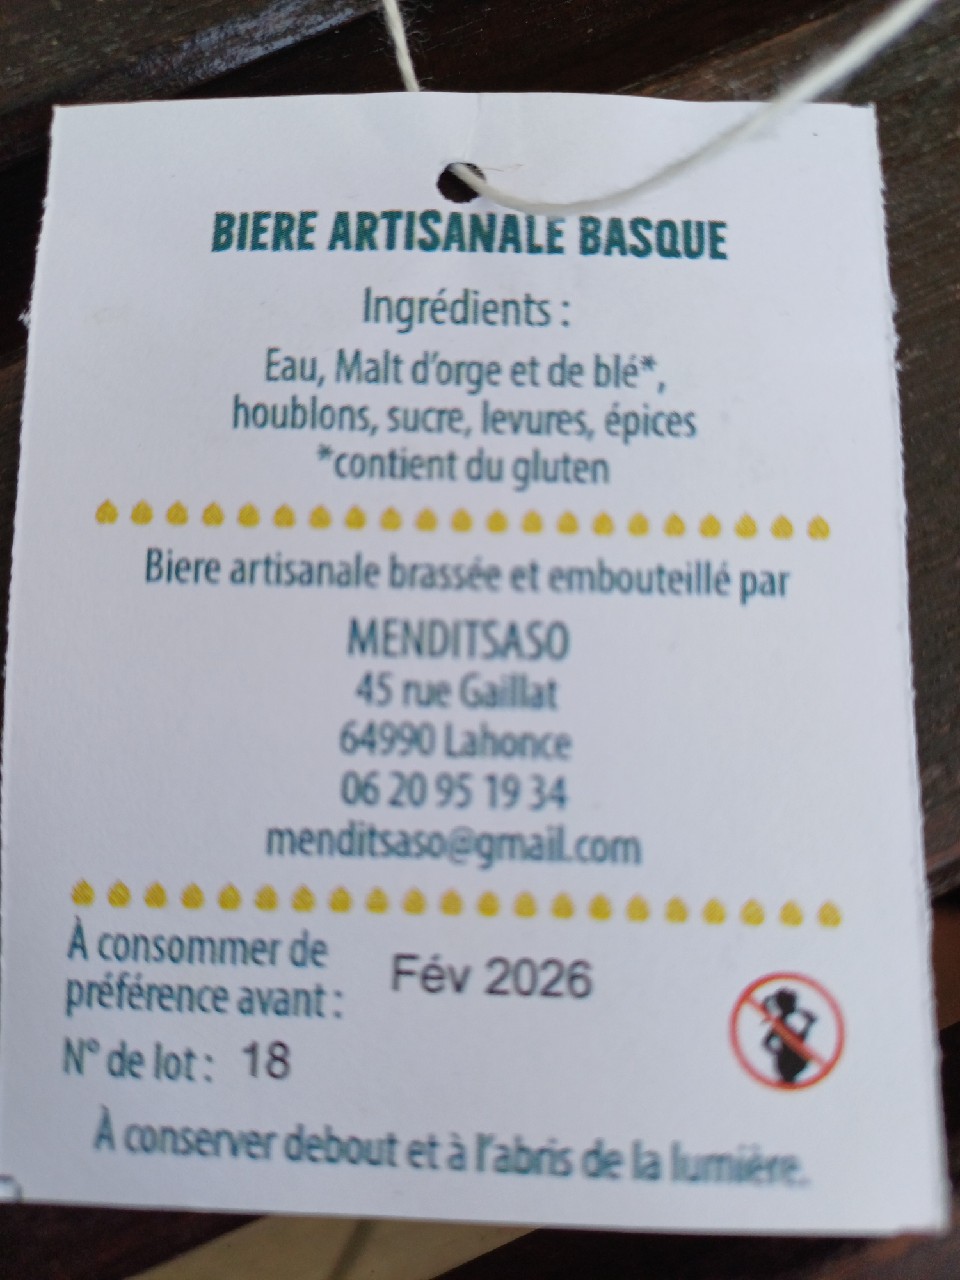 BIERE ARTISANALE BASQUE
Ingrédients :
Eau, Malt d'orge et de blé*,
houblons, sucre, levures, épices
*contient du gluten
Biere artisanale brassée et embouteillé par
MENDITSASO
45 rue Gaillat
64990 Lahonce
06 20 95 19 34
menditsaso@gmail.com
À consommer de
préférence avant : Fév 2026
N° de lot : 18
À conserver debout et à l'abris de la lumière.